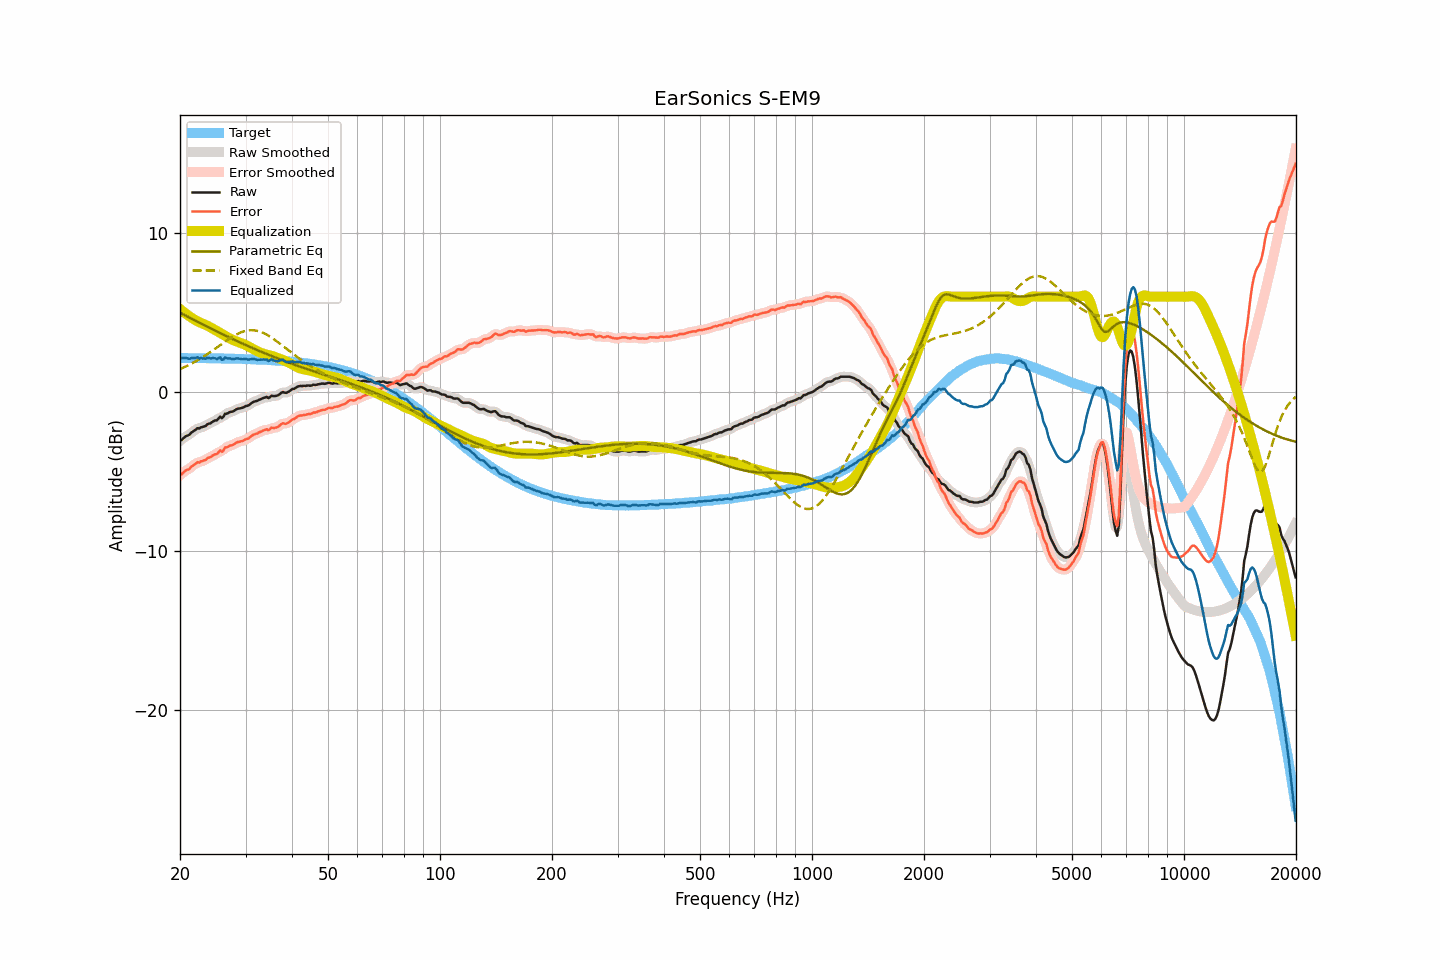 EarSonics S-EM9
Target
Raw Smoothed
Error Smoothed
Raw
Error
Equalization
Parametric Eq
Fixed Band Eq
Equalized
10
0
−10
−20
Amplitude (dBr)
20 50 100 200 500 1000 2000 5000 10000 20000
Frequency (Hz)